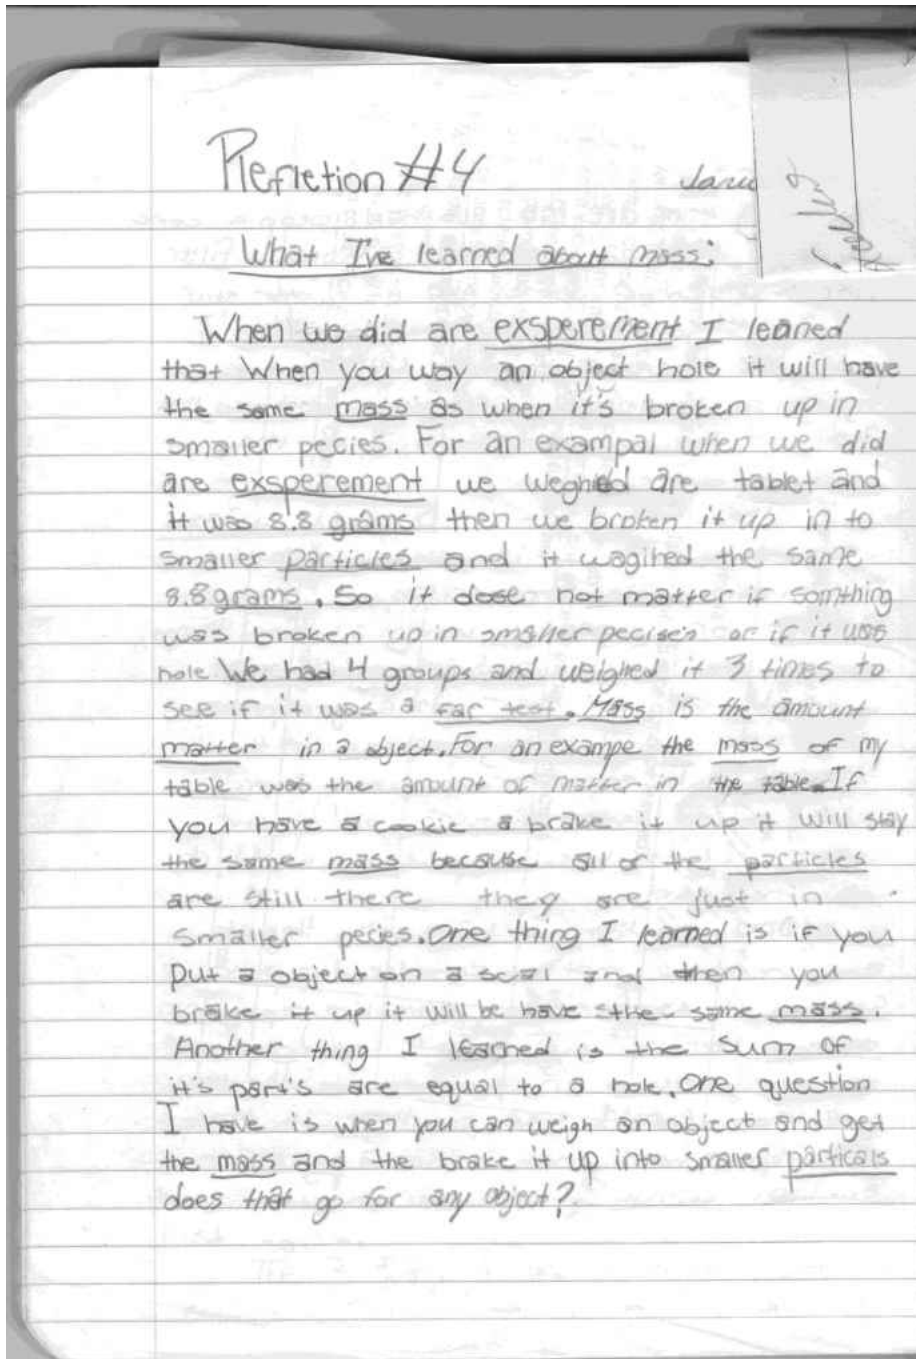 Refletion #4
Janu
What I've learned about mass:
When we did are exsperement I leaned
that When you way an object hole it will have
the same mass as when it's broken up in
smaller pecies. For an exampal when we did
are exsperement we weghed are tablet and
it was 8.8 grams then we broken it up in to
smaller particles and it wagihed the same
8.8 grams. So it dose not matter if somthing
was broken up in smaller pecise's or if it was
hole We had 4 groups and weighed it 3 times to
see if it was a far test. Mass is the amount
matter in a object. For an exampe the mass of my
table was the amount of matter in the table. If
you have a cookie a brake it up it will stay
the same mass because all of the particles
are still there they are just in
smaller pecies. One thing I learned is if you
put a object on a scal and then you
brake it up it will be have the same mass.
Another thing I learned is the sum of
it's part's are equal to a hole. One question
I have is when you can weigh an object and get
the mass and the brake it up into smaller particals
does that go for any object?